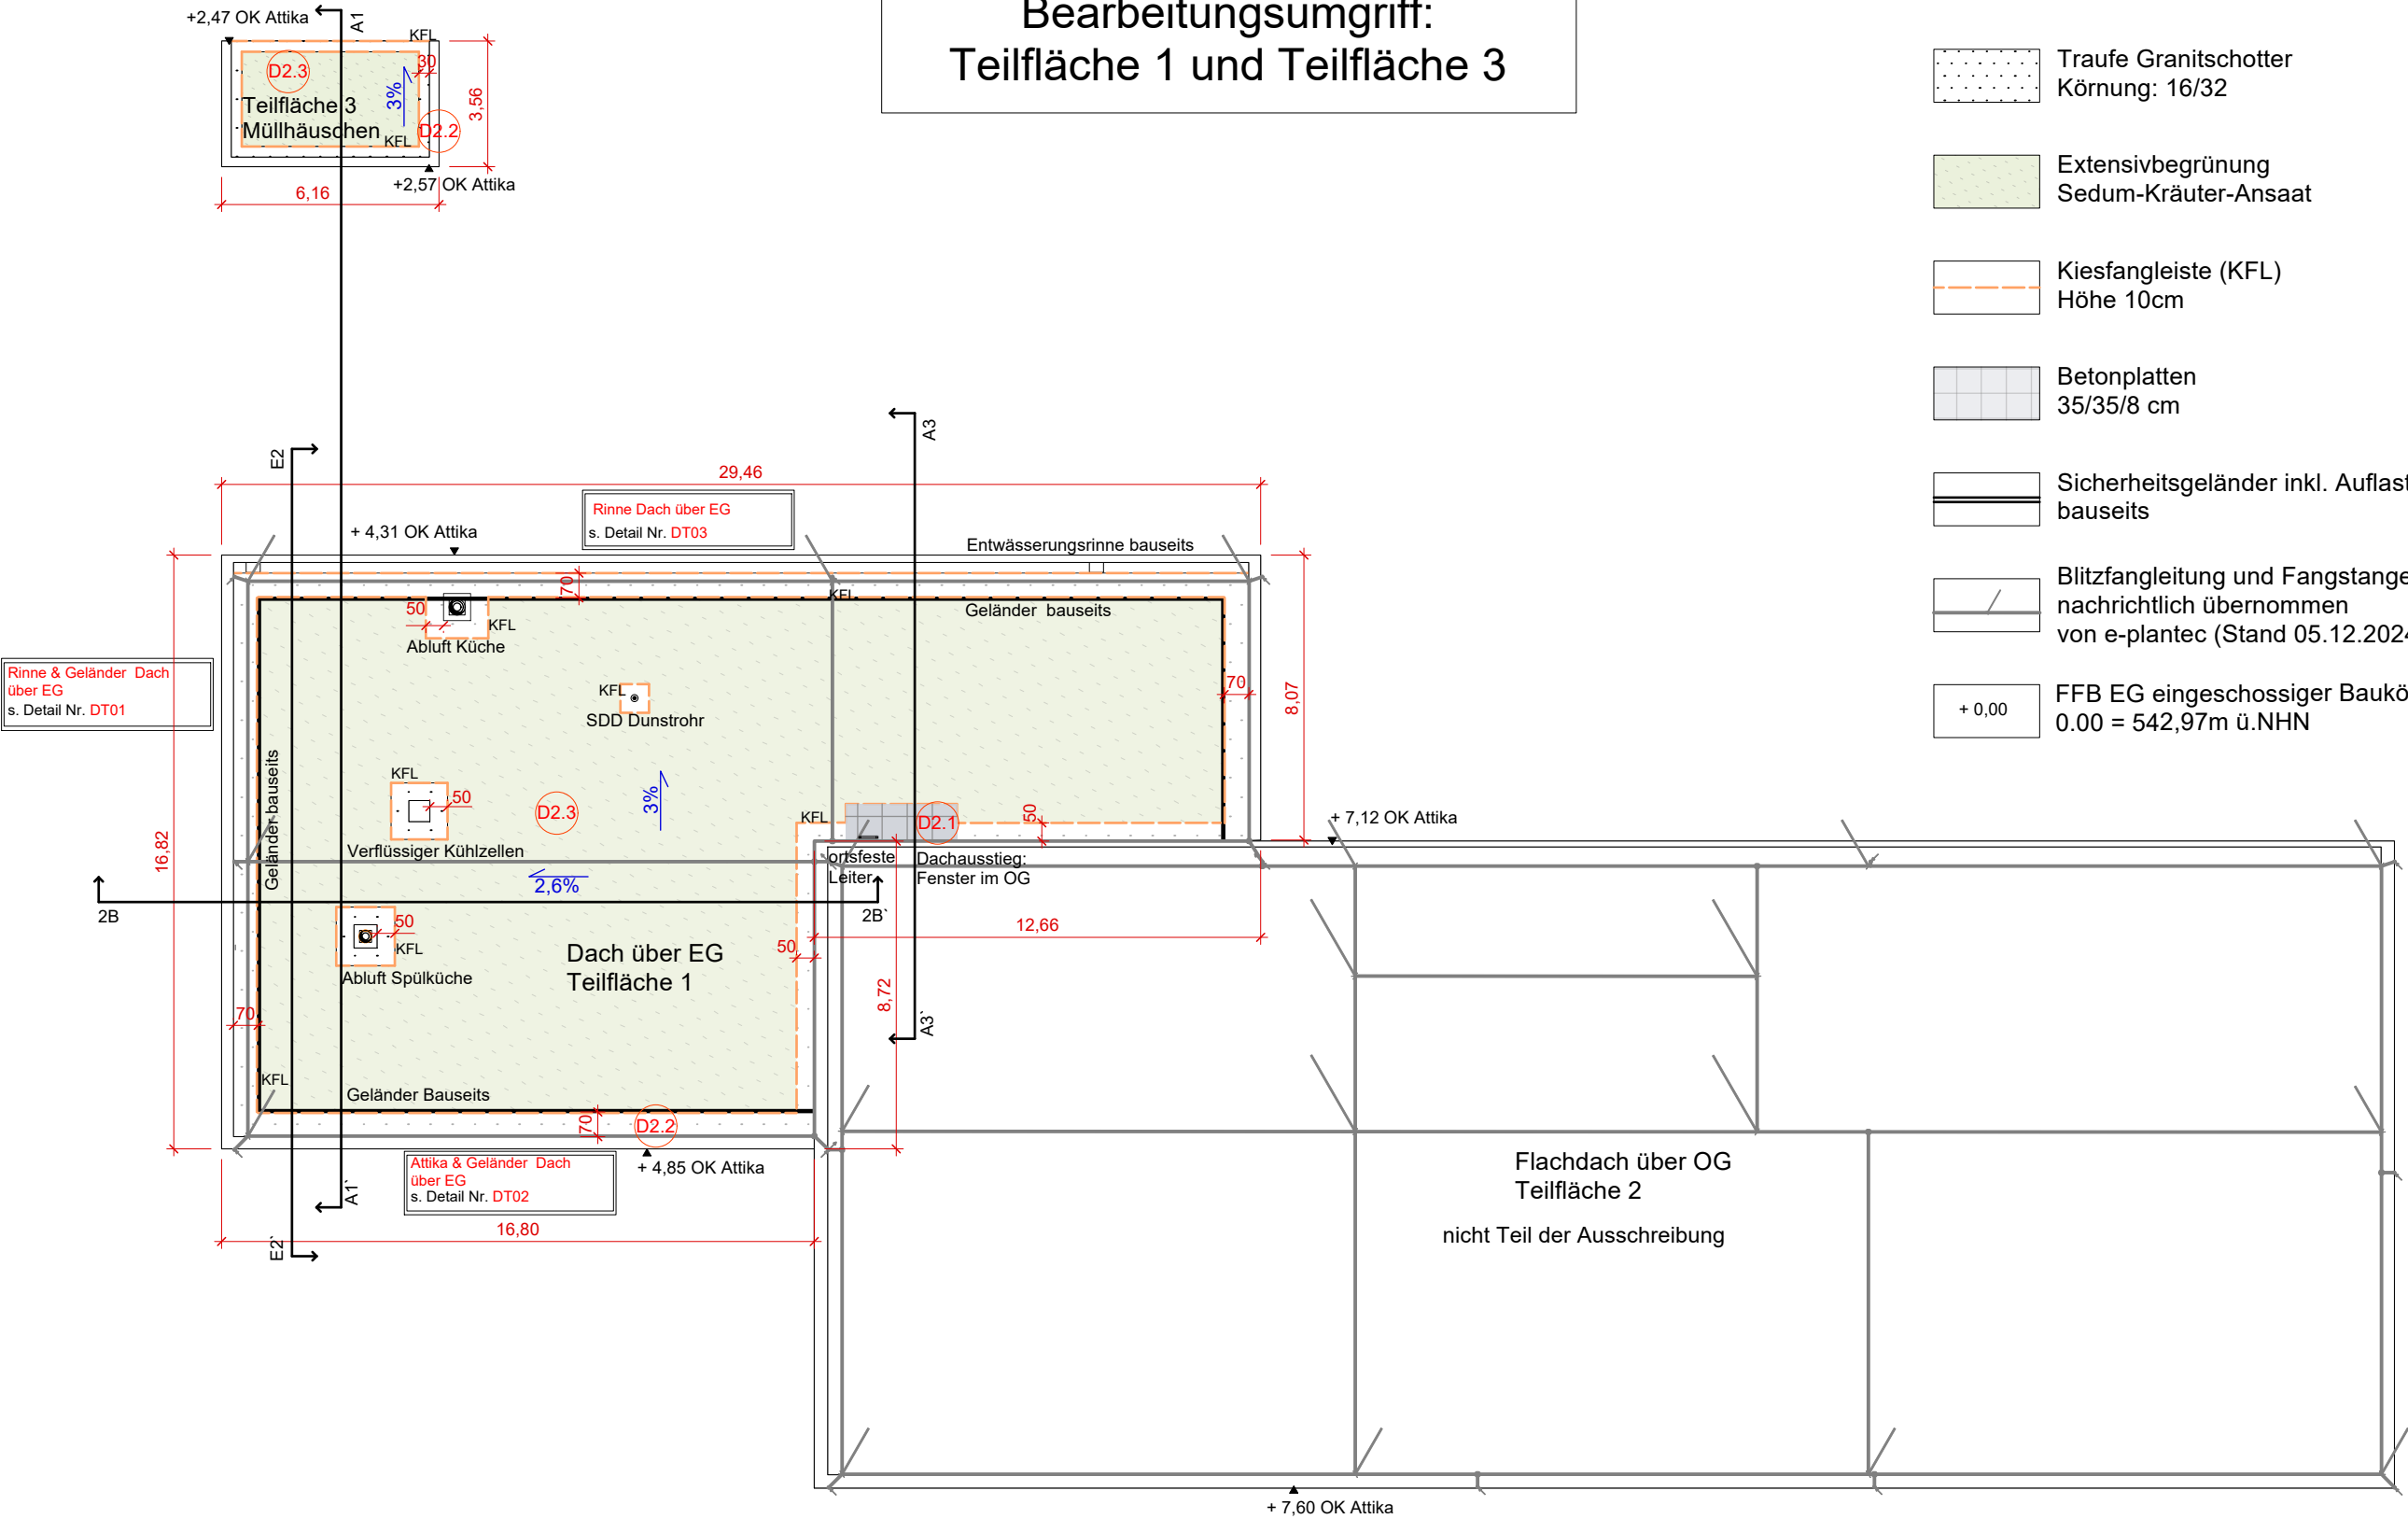 Bearbeitungsumgriff:
Teilfläche 1 und Teilfläche 3
+2,47 OK Attika
A1
KFL
D2.3
30
3%
Teilfläche 3
Müllhäuschen
KFL
D2.2
3,56
+2,57 OK Attika
6,16
Traufe Granitschotter
Körnung: 16/32
Extensivbegrünung
Sedum-Kräuter-Ansaat
Kiesfangleiste (KFL)
Höhe 10cm
Betonplatten
35/35/8 cm
Sicherheitsgeländer inkl. Auflast
bauseits
Blitzfangleitung und Fangstange
nachrichtlich übernommen
von e-plantec (Stand 05.12.2024
+ 0,00
FFB EG eingeschossiger Baukö
0.00 = 542,97m ü.NHN
E2
A3
29,46
Rinne Dach über EG
s. Detail Nr. DT03
+ 4,31 OK Attika
Entwässerungsrinne bauseits
70
KFL
50
KFL
Abluft Küche
Geländer bauseits
Rinne & Geländer Dach
über EG
s. Detail Nr. DT01
KFL
SDD Dunstrohr
70
8,07
Geländer bauseits
KFL
50
D2.3
3%
Verflüssiger Kühlzellen
KFL
D2.1
50
+ 7,12 OK Attika
16,82
ortsfeste
Leiter
Dachausstieg:
Fenster im OG
2,6%
2B
2B`
12,66
50
KFL
Abluft Spülküche
Dach über EG
Teilfläche 1
50
8,72
70
A3`
KFL
Geländer Bauseits
70
D2.2
Attika & Geländer Dach
über EG
s. Detail Nr. DT02
+ 4,85 OK Attika
A1`
E2`
16,80
Flachdach über OG
Teilfläche 2
nicht Teil der Ausschreibung
+ 7,60 OK Attika